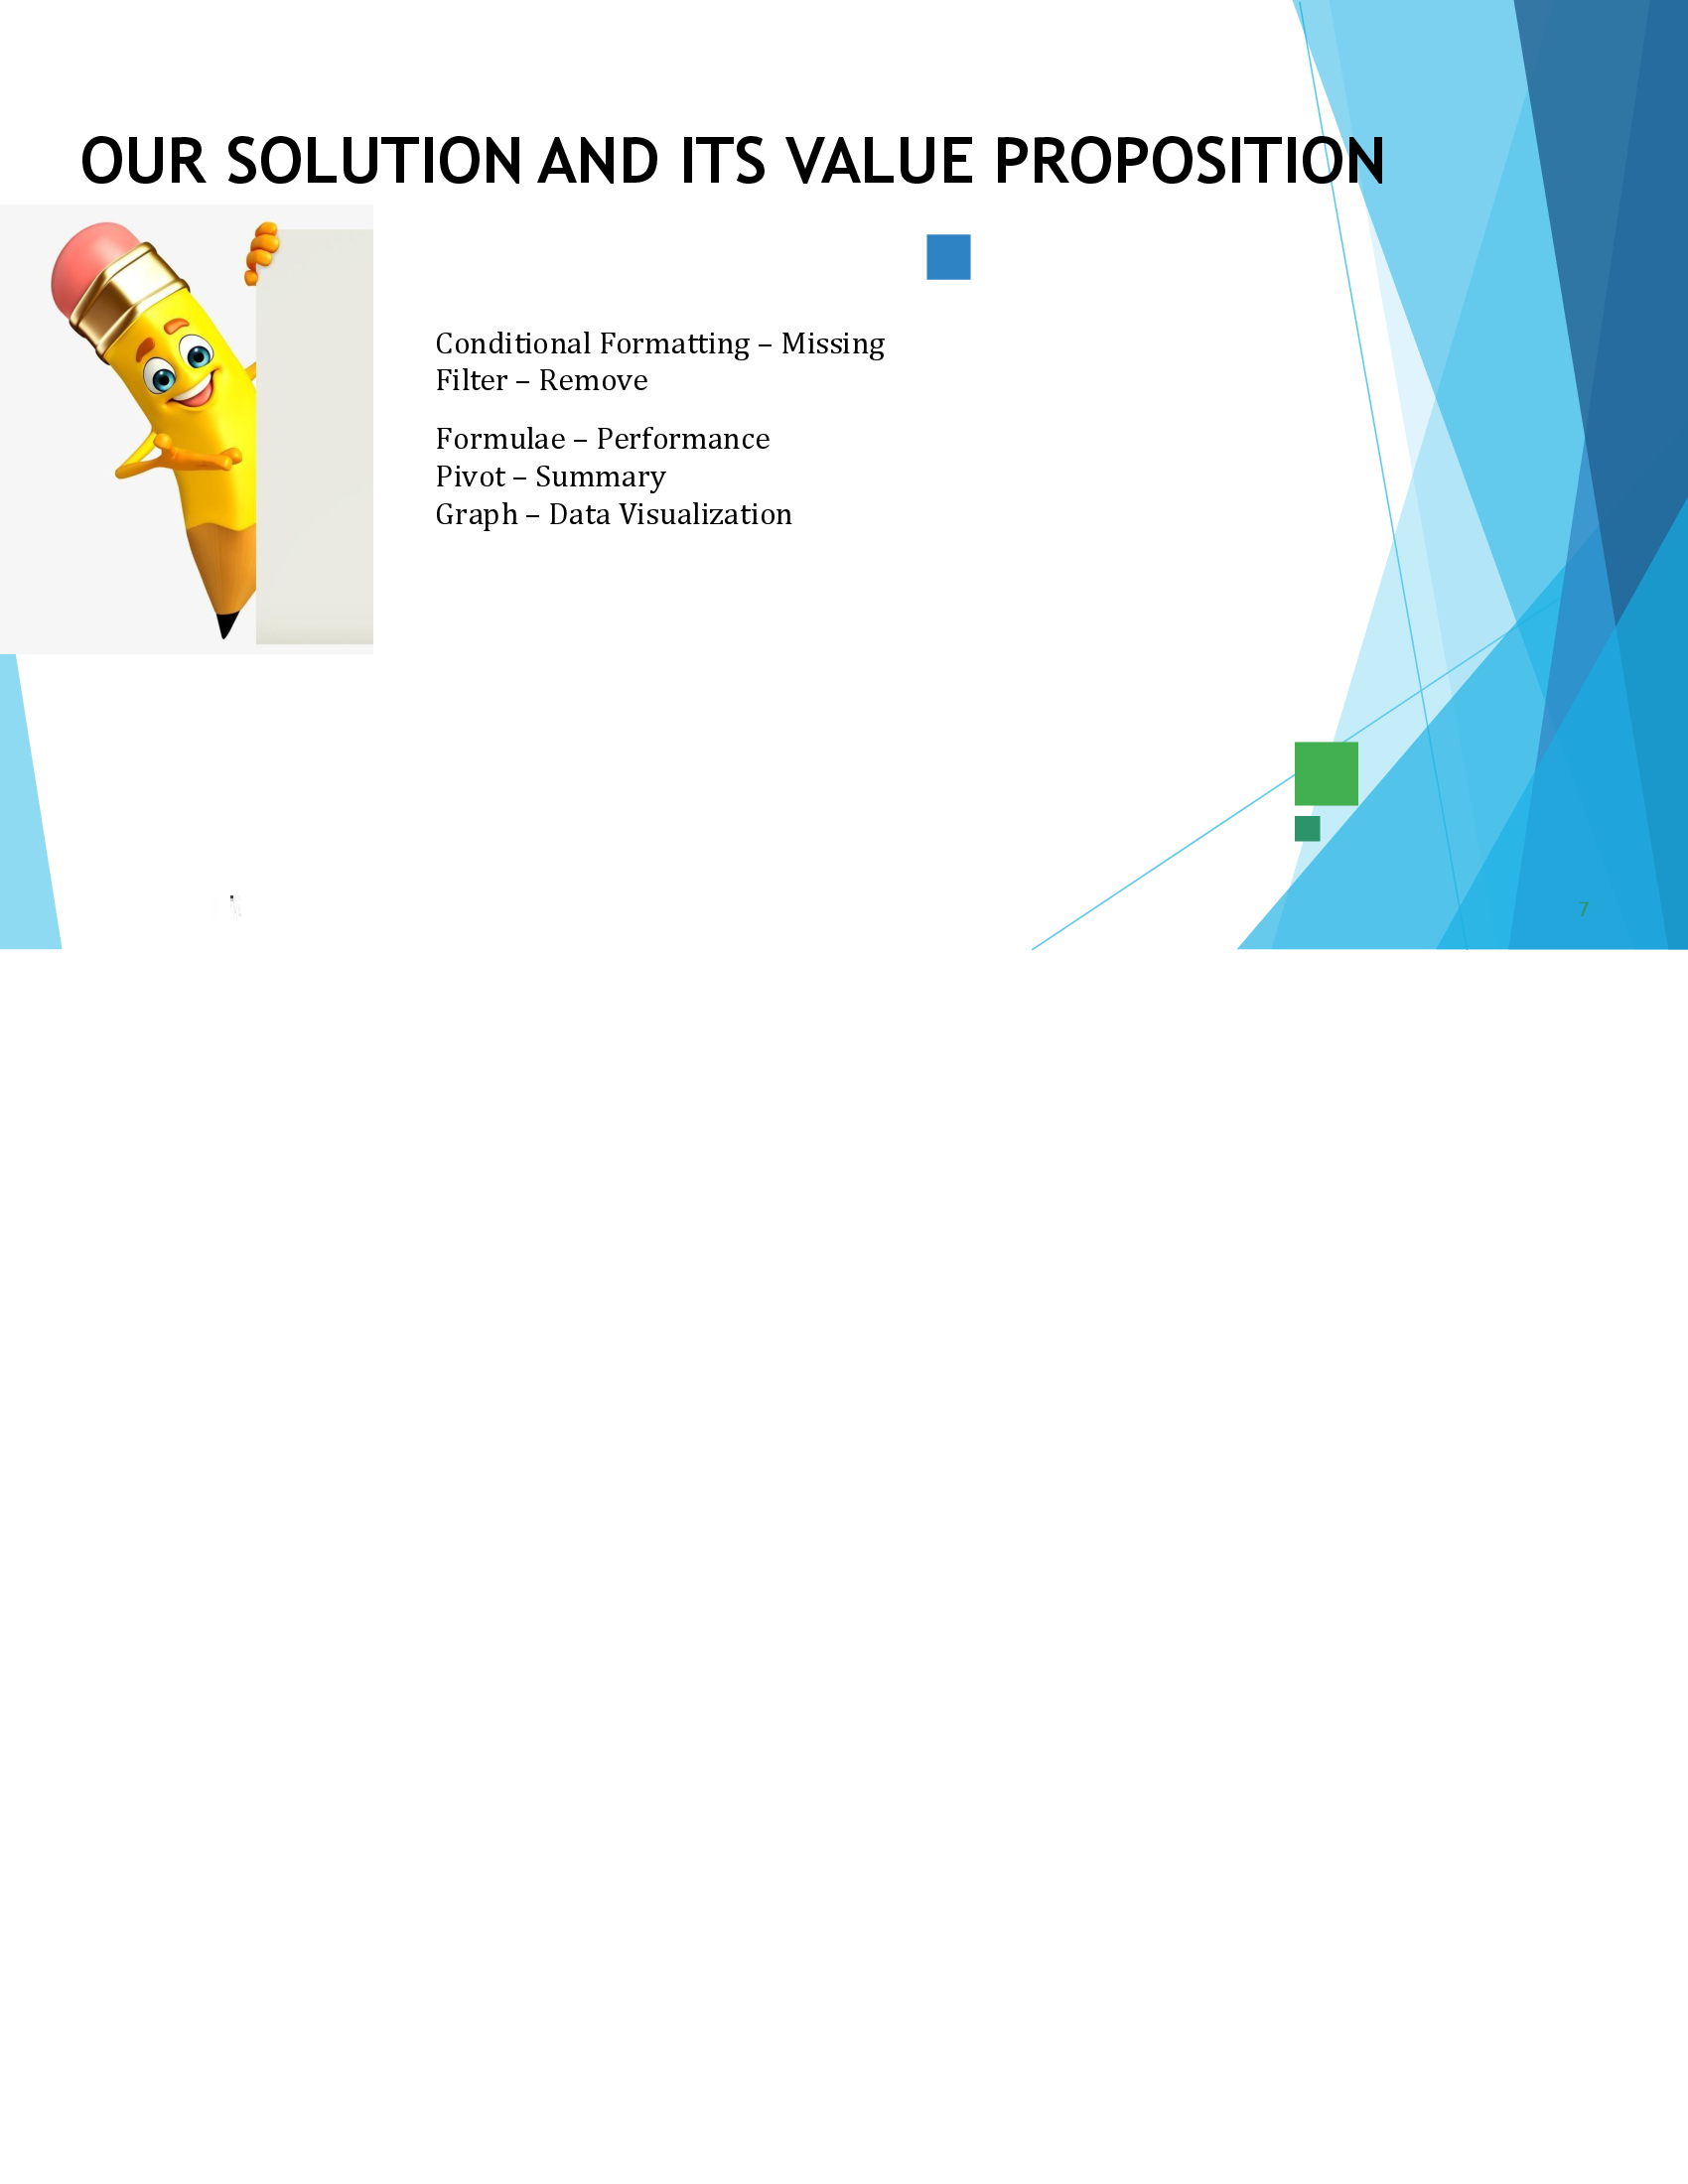 OUR SOLUTION AND ITS VALUE PROPOSITION
Conditional Formatting – Missing
Filter – Remove
Formulae – Performance
Pivot – Summary
Graph – Data Visualization
7